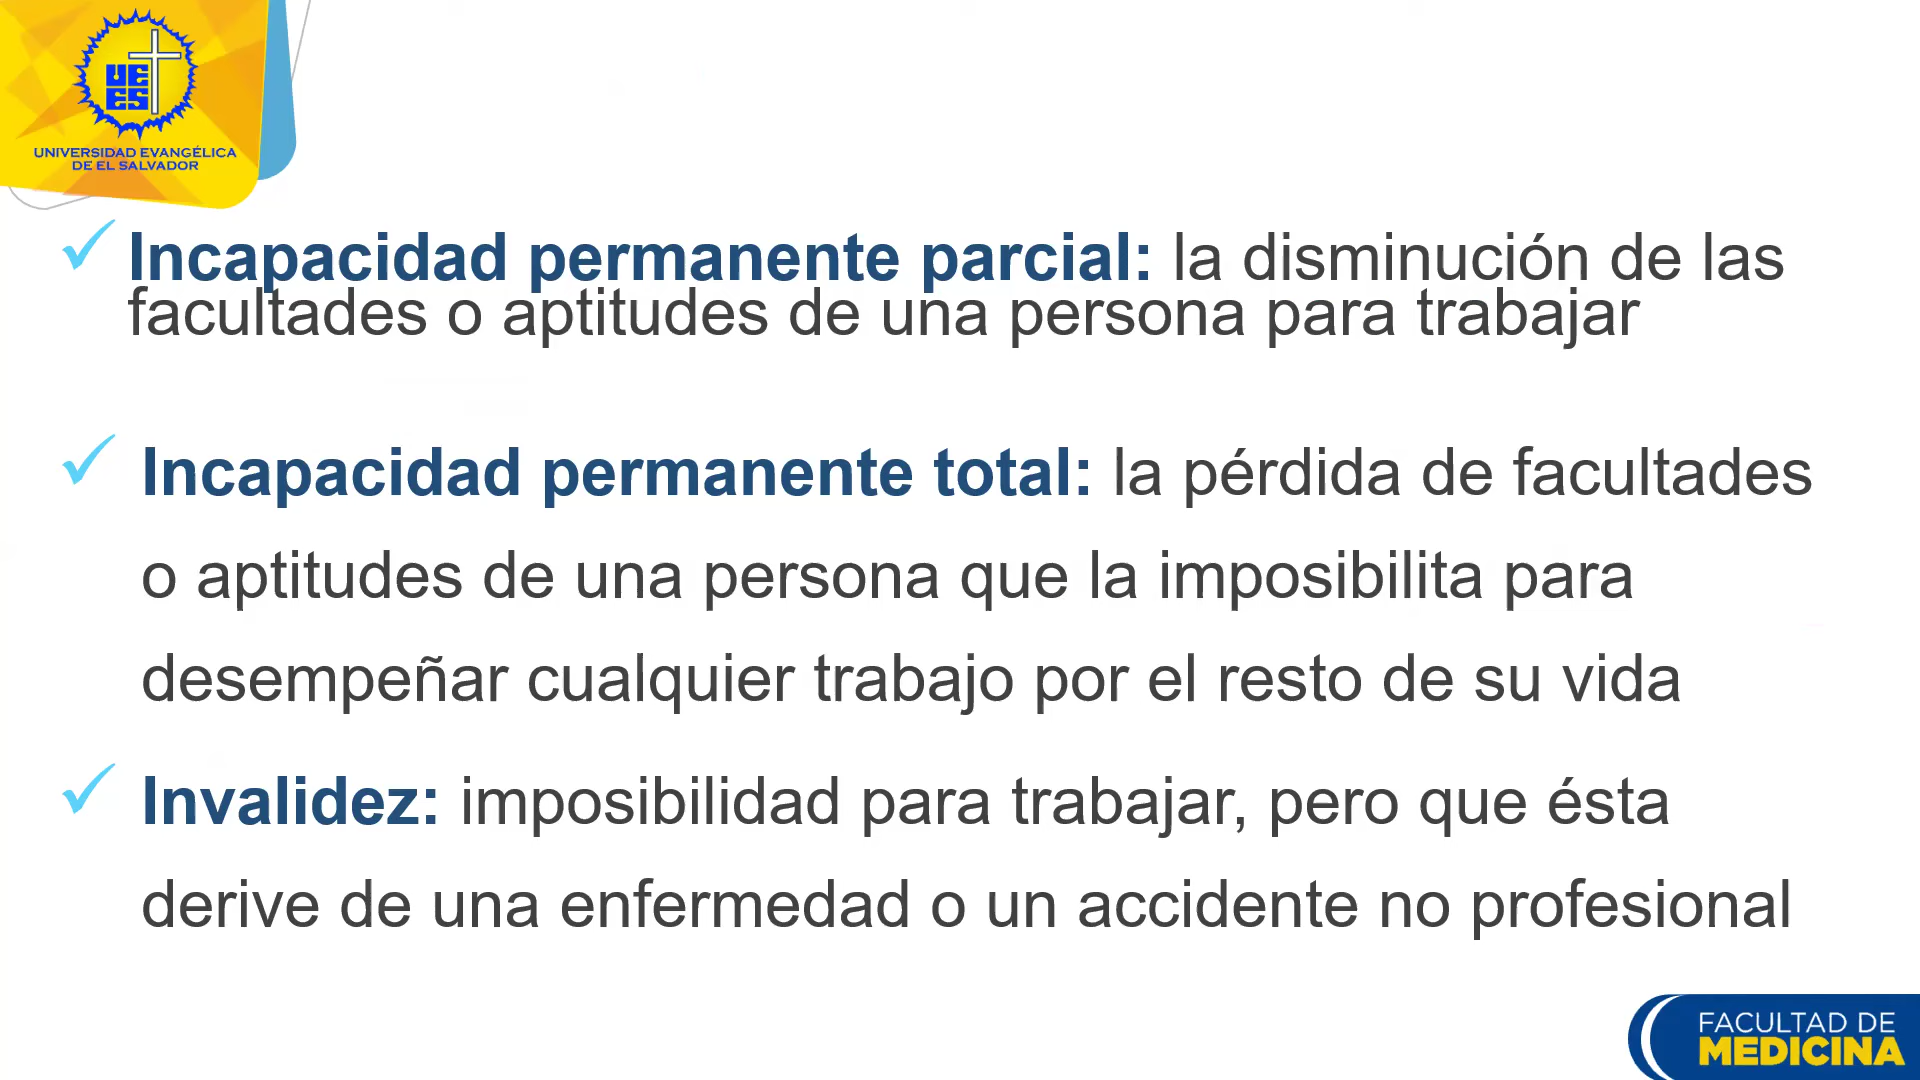 UE
ES
UNIVERSIDAD EVANGÉLICA
DE EL SALVADOR
Incapacidad permanente parcial: la disminución de las
facultades o aptitudes de una persona para trabajar
Incapacidad permanente total: la pérdida de facultades
o aptitudes de una persona que la imposibilita para
desempeñar cualquier trabajo por el resto de su vida
Invalidez: imposibilidad para trabajar, pero que ésta
derive de una enfermedad o un accidente no profesional
FACULTAD DE
MEDICINA